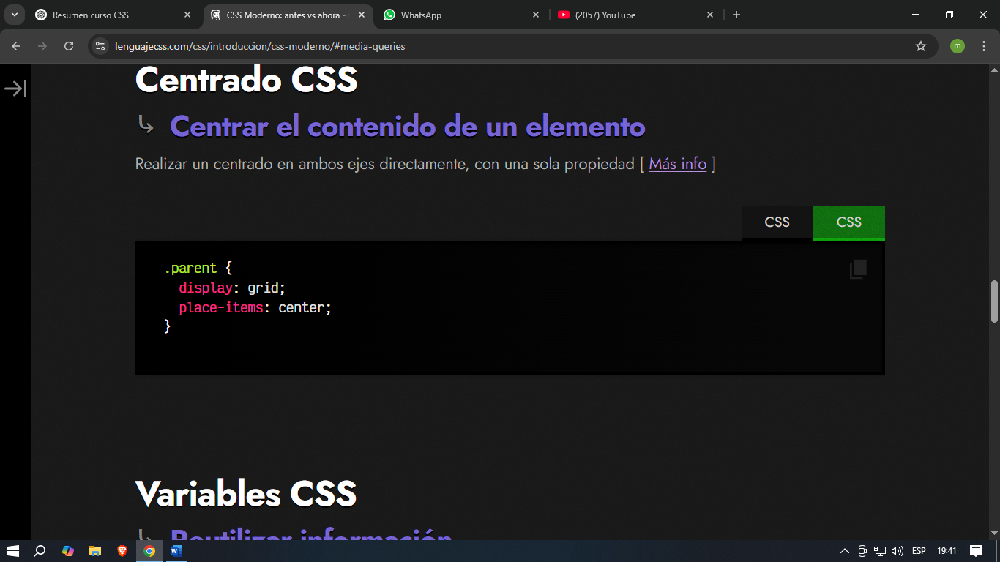 Resumen curso CSS
CSS Moderno: antes vs ahora -
WhatsApp
(2057) YouTube
lenguajecss.com/css/introduccion/css-moderno/#media-queries
m
Centrado CSS
Centrar el contenido de un elemento
Realizar un centrado en ambos ejes directamente, con una sola propiedad [ Más info ]
CSS
CSS
.parent {
display: grid;
place-items: center;
}
Variables CSS
Reutilizar información
W
ESP
19:41